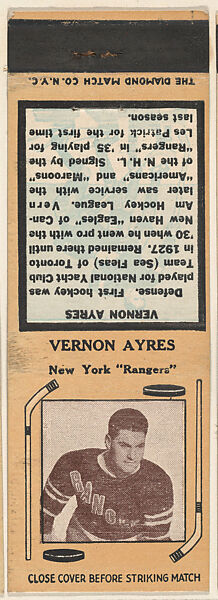 THE DIAMOND MATCH CO. N.Y.C.
VERNON AYRES
Defense. First hockey was
played for National Yacht Club
Team (Sea Fleas) of Toronto
in 1927. Remained there until
'30 when he went pro with the
New Haven "Eagles" of Can-
Am Hockey League. Vern
later saw service with the
"Americans" and "Maroons"
of the N.H.L. Signed by the
"Rangers" in '35 playing for
Les Patrick for the first time
last season.
VERNON AYRES
New York "Rangers"
RANG
CLOSE COVER BEFORE STRIKING MATCH